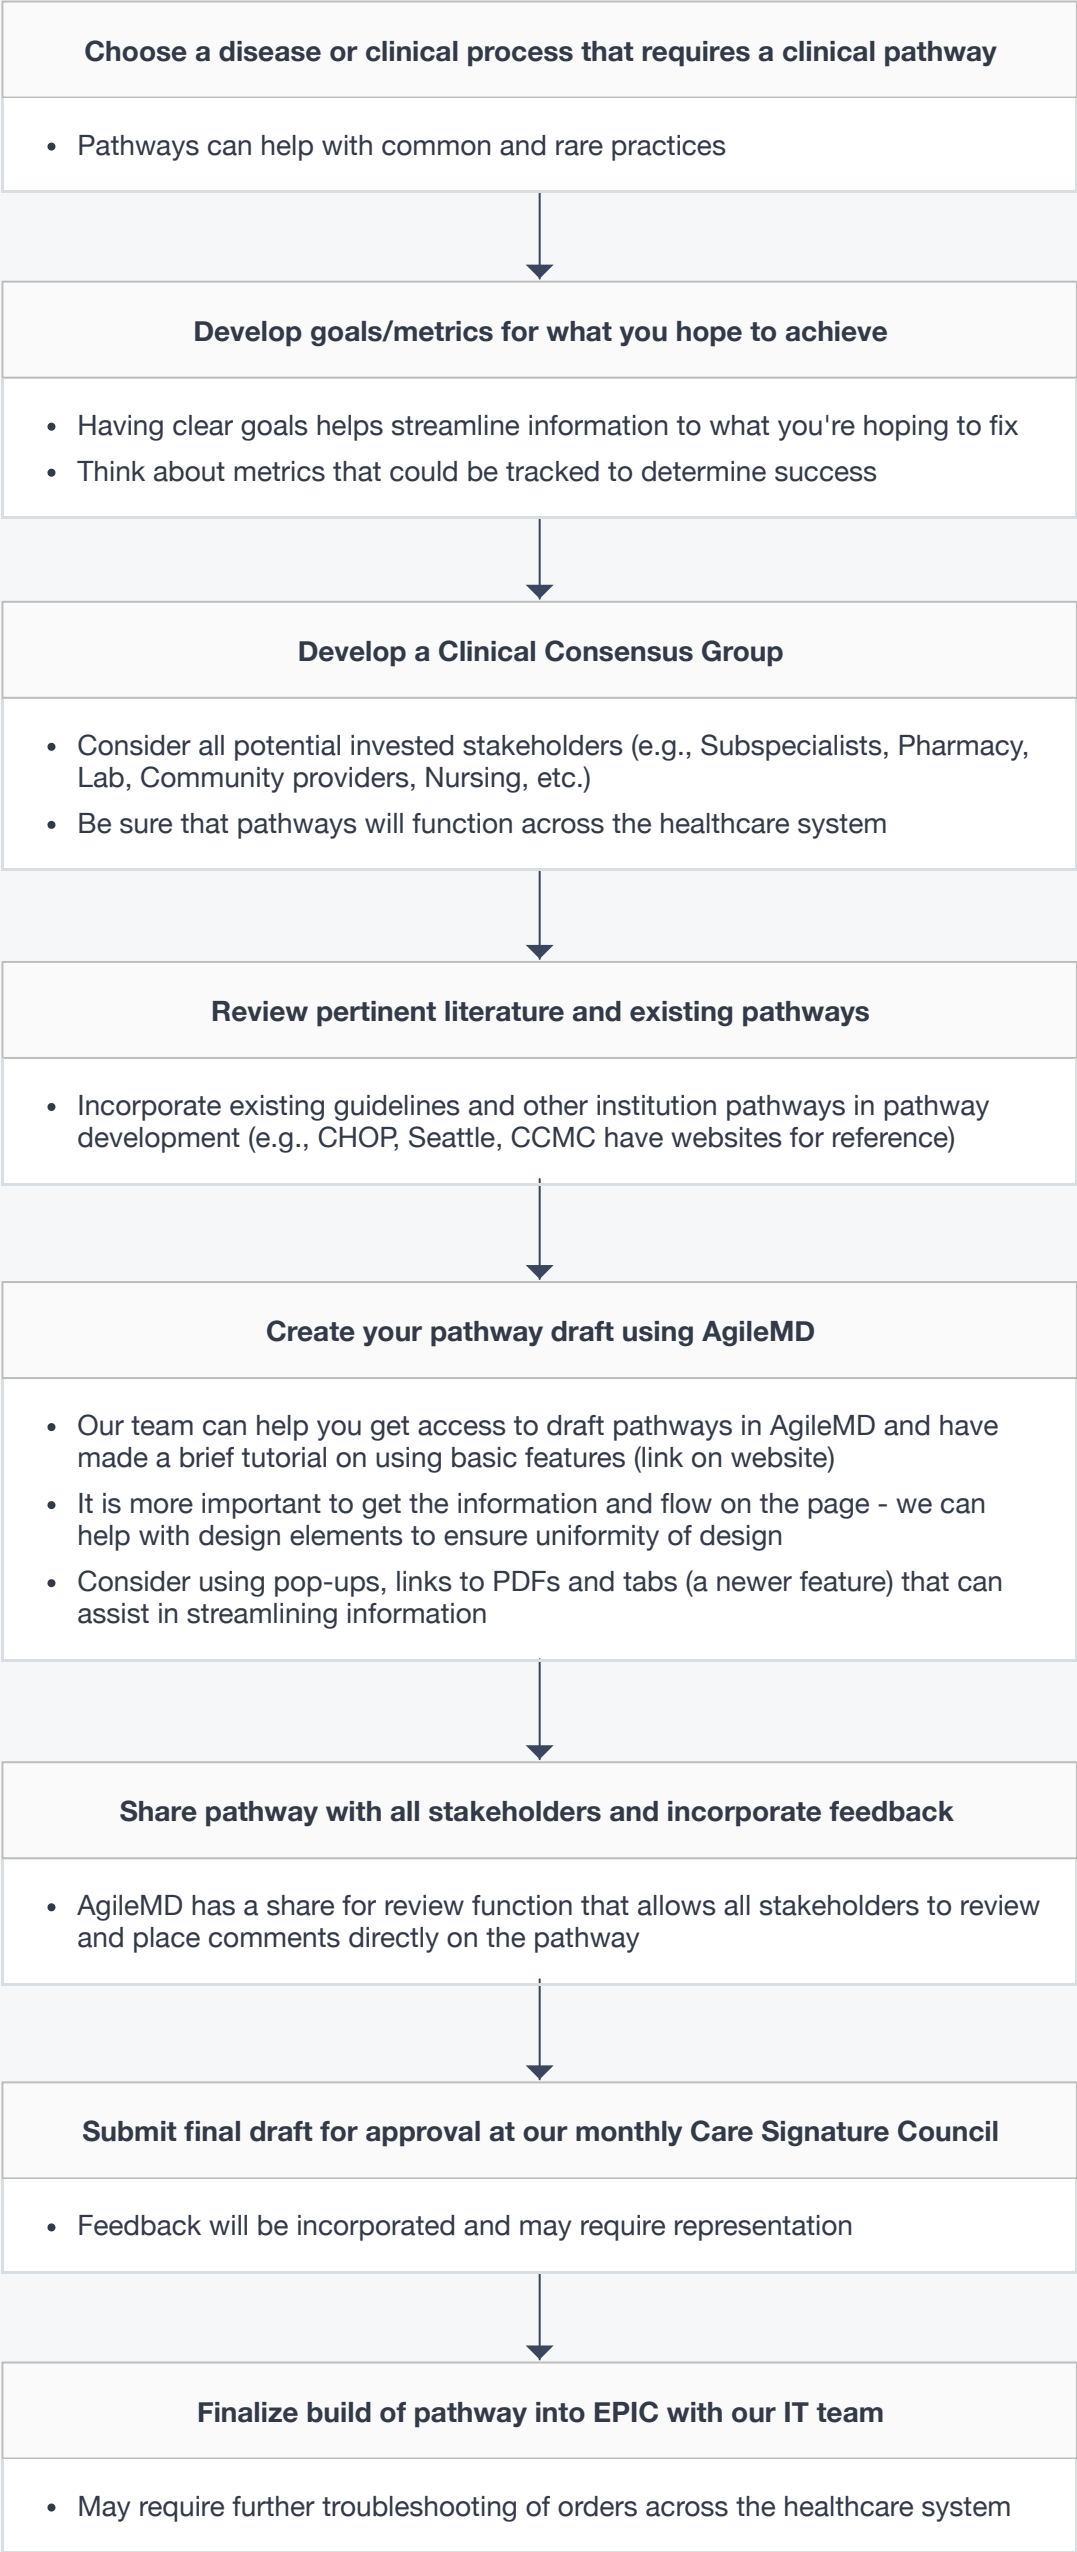 Choose a disease or clinical process that requires a clinical pathway
• Pathways can help with common and rare practices
Develop goals/metrics for what you hope to achieve
• Having clear goals helps streamline information to what you're hoping to fix
• Think about metrics that could be tracked to determine success
Develop a Clinical Consensus Group
• Consider all potential invested stakeholders (e.g., Subspecialists, Pharmacy,
Lab, Community providers, Nursing, etc.)
• Be sure that pathways will function across the healthcare system
Review pertinent literature and existing pathways
• Incorporate existing guidelines and other institution pathways in pathway
development (e.g., CHOP, Seattle, CCMC have websites for reference)
Create your pathway draft using AgileMD
• Our team can help you get access to draft pathways in AgileMD and have
made a brief tutorial on using basic features (link on website)
• It is more important to get the information and flow on the page - we can
help with design elements to ensure uniformity of design
• Consider using pop-ups, links to PDFs and tabs (a newer feature) that can
assist in streamlining information
Share pathway with all stakeholders and incorporate feedback
• AgileMD has a share for review function that allows all stakeholders to review
and place comments directly on the pathway
Submit final draft for approval at our monthly Care Signature Council
• Feedback will be incorporated and may require representation
Finalize build of pathway into EPIC with our IT team
• May require further troubleshooting of orders across the healthcare system